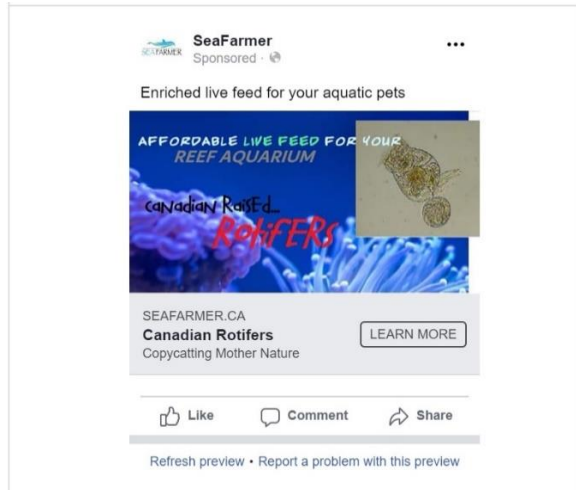 SeaFarmer
SEAFARMER
Sponsored ·
Enriched live feed for your aquatic pets
AFFORDABLE LIVE FEED FOR YOUR
REEF AQUARIUM
CANADIAN RAISED...
ROTIFERS
SEAFARMER.CA
Canadian Rotifers
LEARN MORE
Copycatting Mother Nature
Like Comment Share
Refresh preview • Report a problem with this preview